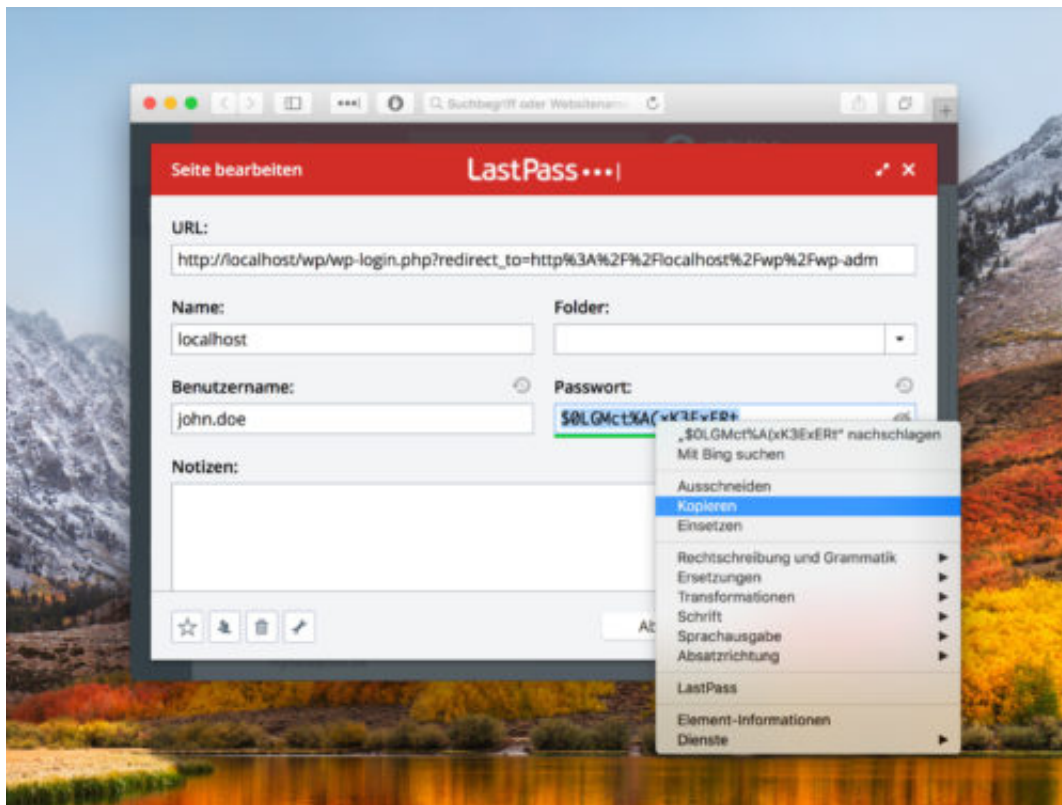 Suchbegriff oder Websitename
Seite bearbeiten
LastPass
URL:
http://localhost/wp/wp-login.php?redirect_to=http%3A%2F%2Flocalhost%2Fwp%2Fwp-adm
Name:
Folder:
localhost
Benutzername:
Passwort:
john.doe
$0LGMct%A(xK3ExERt
„$0LGMct%A(xK3ExERt“ nachschlagen
Mit Bing suchen
Notizen:
Ausschneiden
Kopieren
Einsetzen
Rechtschreibung und Grammatik
Ersetzungen
Transformationen
Schrift
Ab
Sprachausgabe
Absatzrichtung
LastPass
Element-Informationen
Dienste